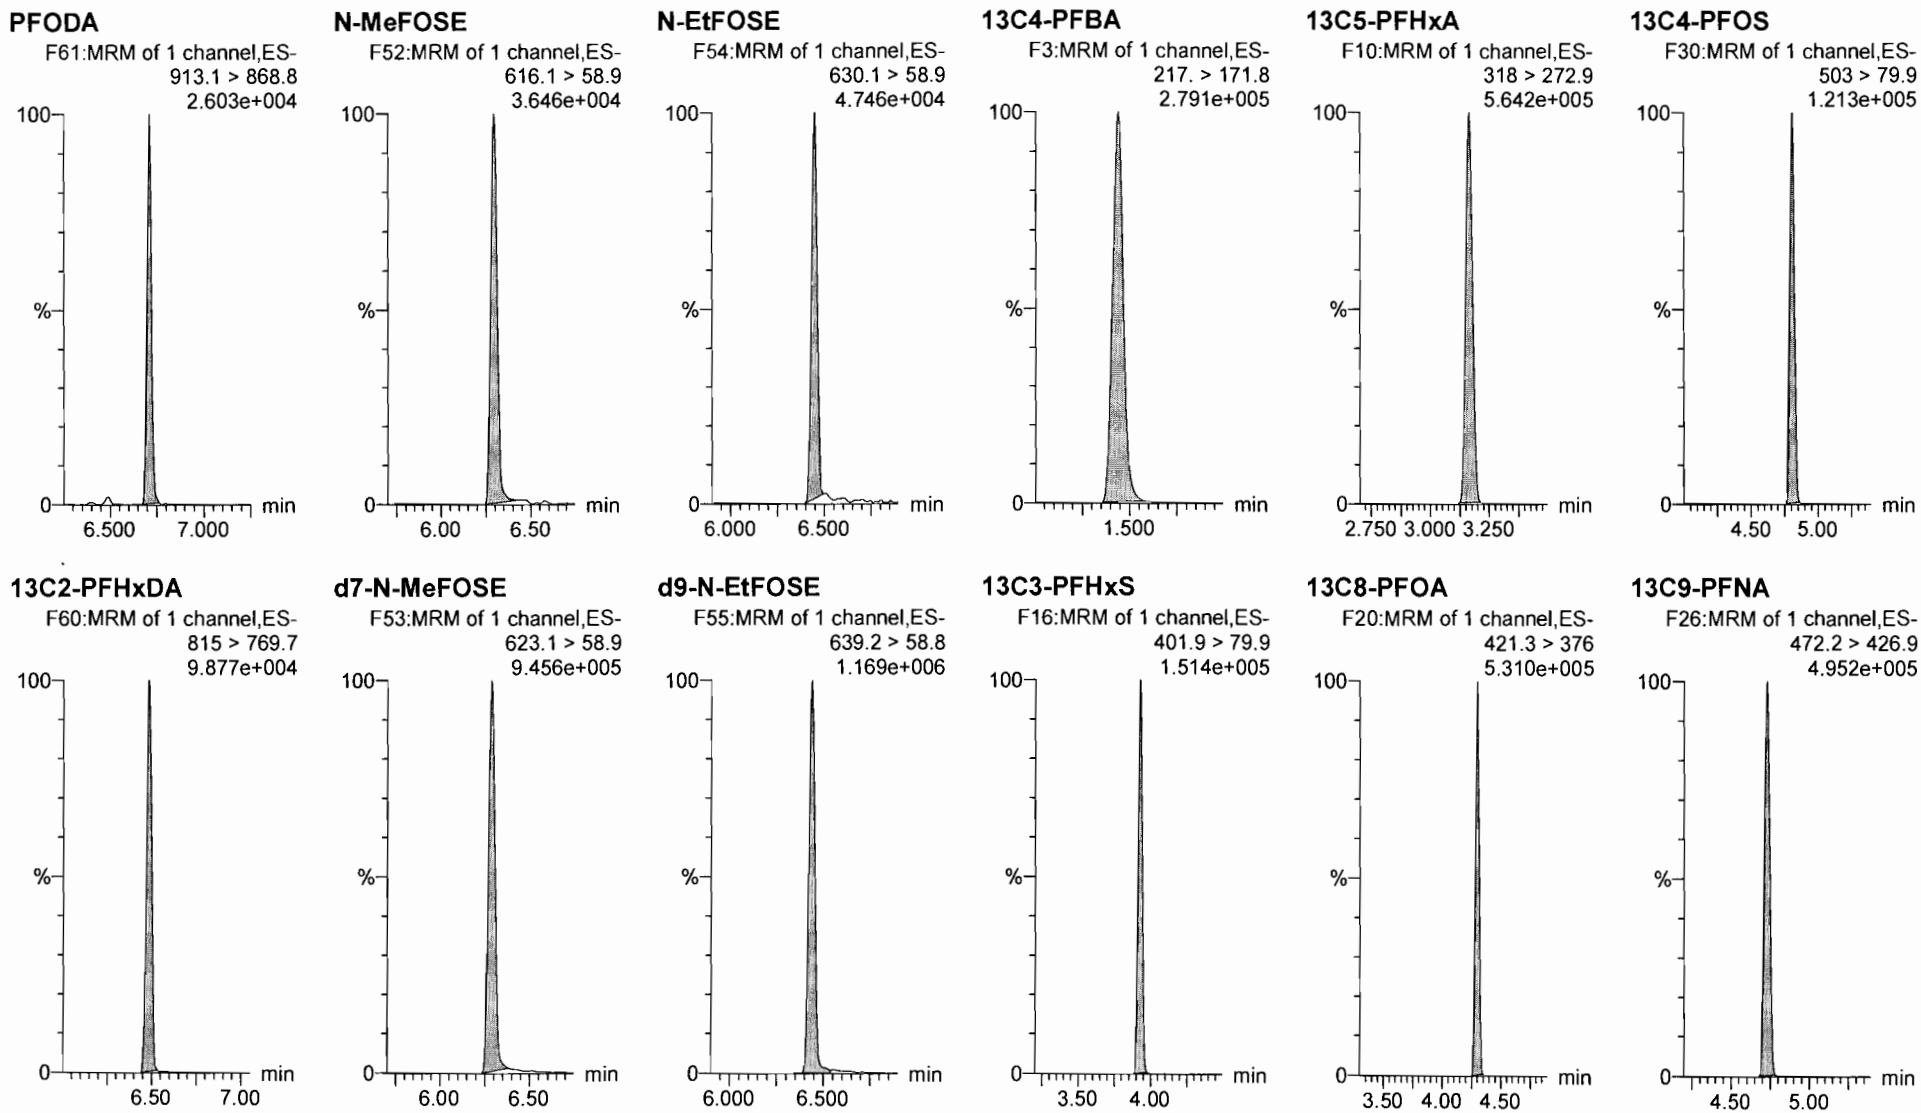 PFODA
F61:MRM of 1 channel,ES-
913.1 > 868.8
2.603e+004
100
%
0
min
6.500 7.000
N-MeFOSE
F52:MRM of 1 channel,ES-
616.1 > 58.9
3.646e+004
100
%
0
min
6.00 6.50
N-EtFOSE
F54:MRM of 1 channel,ES-
630.1 > 58.9
4.746e+004
100
%
0
min
6.000 6.500
13C4-PFBA
F3:MRM of 1 channel,ES-
217. > 171.8
2.791e+005
100
%
0
min
1.500
13C5-PFHxA
F10:MRM of 1 channel,ES-
318 > 272.9
5.642e+005
100
%
0
min
2.750 3.000 3.250
13C4-PFOS
F30:MRM of 1 channel,ES-
503 > 79.9
1.213e+005
100
%
0
min
4.50 5.00
13C2-PFHxDA
F60:MRM of 1 channel,ES-
815 > 769.7
9.877e+004
100
%
0
min
6.50 7.00
d7-N-MeFOSE
F53:MRM of 1 channel,ES-
623.1 > 58.9
9.456e+005
100
%
0
min
6.00 6.50
d9-N-EtFOSE
F55:MRM of 1 channel,ES-
639.2 > 58.8
1.169e+006
100
%
0
min
6.000 6.500
13C3-PFHxS
F16:MRM of 1 channel,ES-
401.9 > 79.9
1.514e+005
100
%
0
min
3.50 4.00
13C8-PFOA
F20:MRM of 1 channel,ES-
421.3 > 376
5.310e+005
100
%
0
min
3.50 4.00 4.50
13C9-PFNA
F26:MRM of 1 channel,ES-
472.2 > 426.9
4.952e+005
100
%
0
min
4.50 5.00